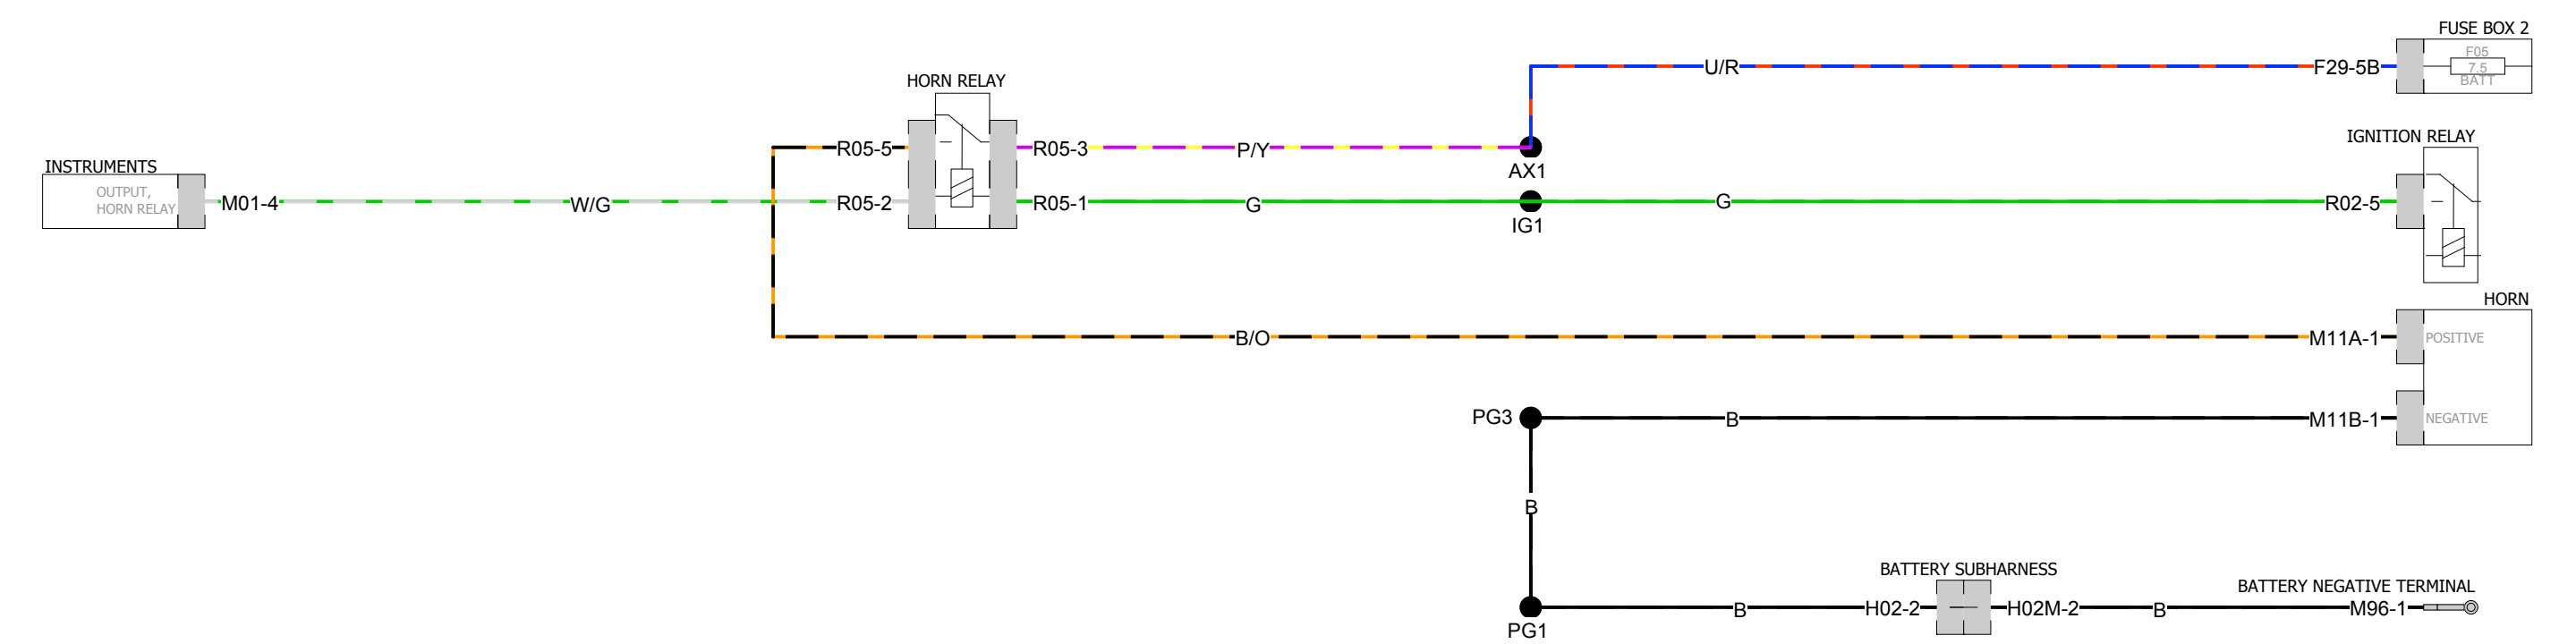 FUSE BOX 2
F05
7.5
BATT
F29-5B
U/R
HORN RELAY
IGNITION RELAY
R05-5
R05-3
P/Y
AX1
INSTRUMENTS
OUTPUT,
HORN RELAY
M01-4
W/G
R05-2
R05-1
G
IG1
G
R02-5
HORN
B/O
M11A-1
POSITIVE
PG3
B
M11B-1
NEGATIVE
B
BATTERY SUBHARNESS
BATTERY NEGATIVE TERMINAL
PG1
B
H02-2
H02M-2
B
M96-1